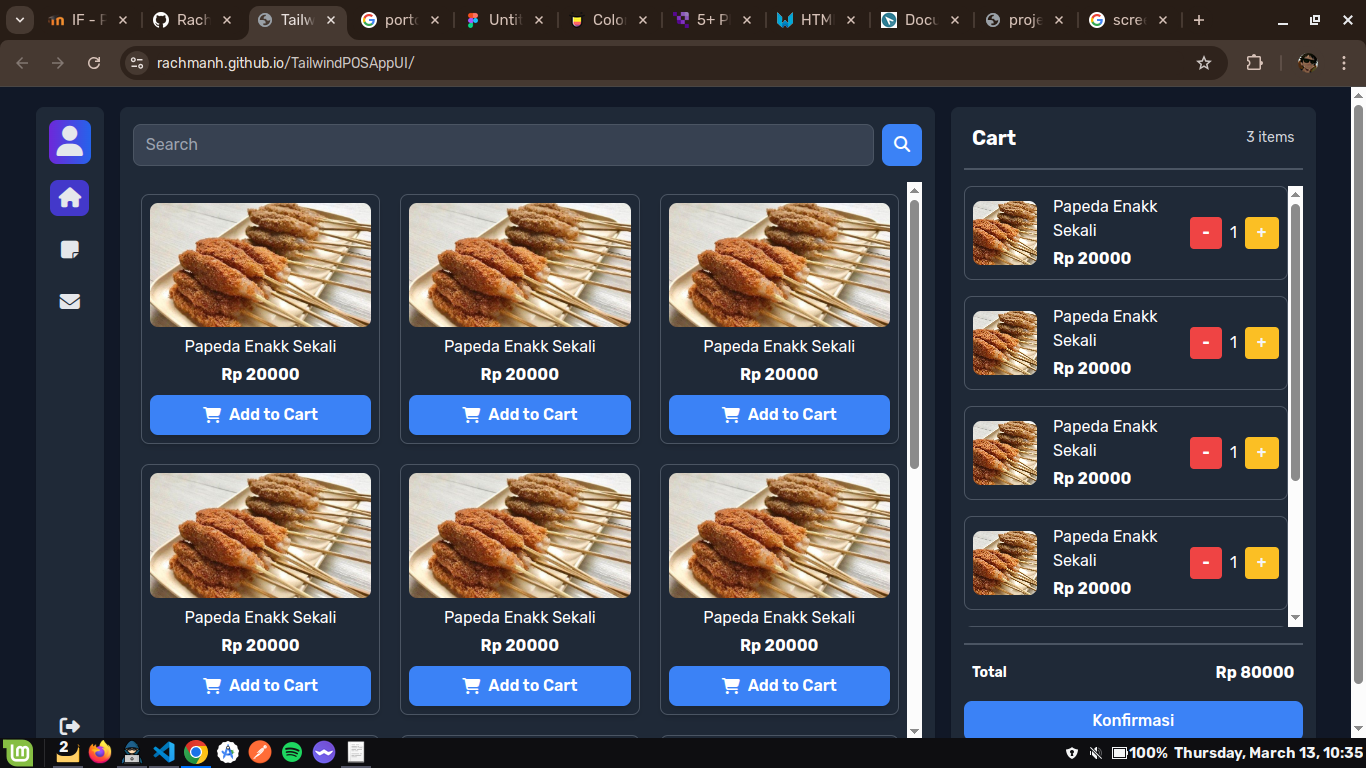 IF - P
Rach
Tailw
porto
Untit
Colo
5+ P
HTM
Docu
proje
scree
rachmanh.github.io/TailwindPOSAppUI/
Search
Papeda Enakk Sekali
Rp 20000
Add to Cart
Papeda Enakk Sekali
Rp 20000
Add to Cart
Papeda Enakk Sekali
Rp 20000
Add to Cart
Papeda Enakk Sekali
Rp 20000
Add to Cart
Papeda Enakk Sekali
Rp 20000
Add to Cart
Papeda Enakk Sekali
Rp 20000
Add to Cart
Cart
3 items
Papeda Enakk
Sekali
Rp 20000
- 1 +
Papeda Enakk
Sekali
Rp 20000
- 1 +
Papeda Enakk
Sekali
Rp 20000
- 1 +
Papeda Enakk
Sekali
Rp 20000
- 1 +
Total
Rp 80000
Konfirmasi
2
100% Thursday, March 13, 10:35